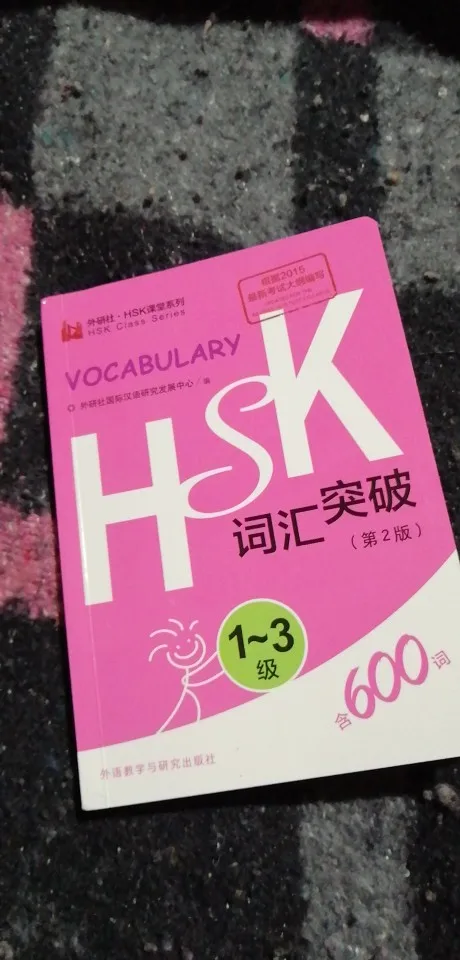 根据2015
最新考试大纲编写
外研社·HSK课堂系列
HSK Class Series
VOCABULARY
外研社国际汉语研究发展中心 / 编
HSK
词汇突破
(第2版)
1~3
级
含600词
外语教学与研究出版社